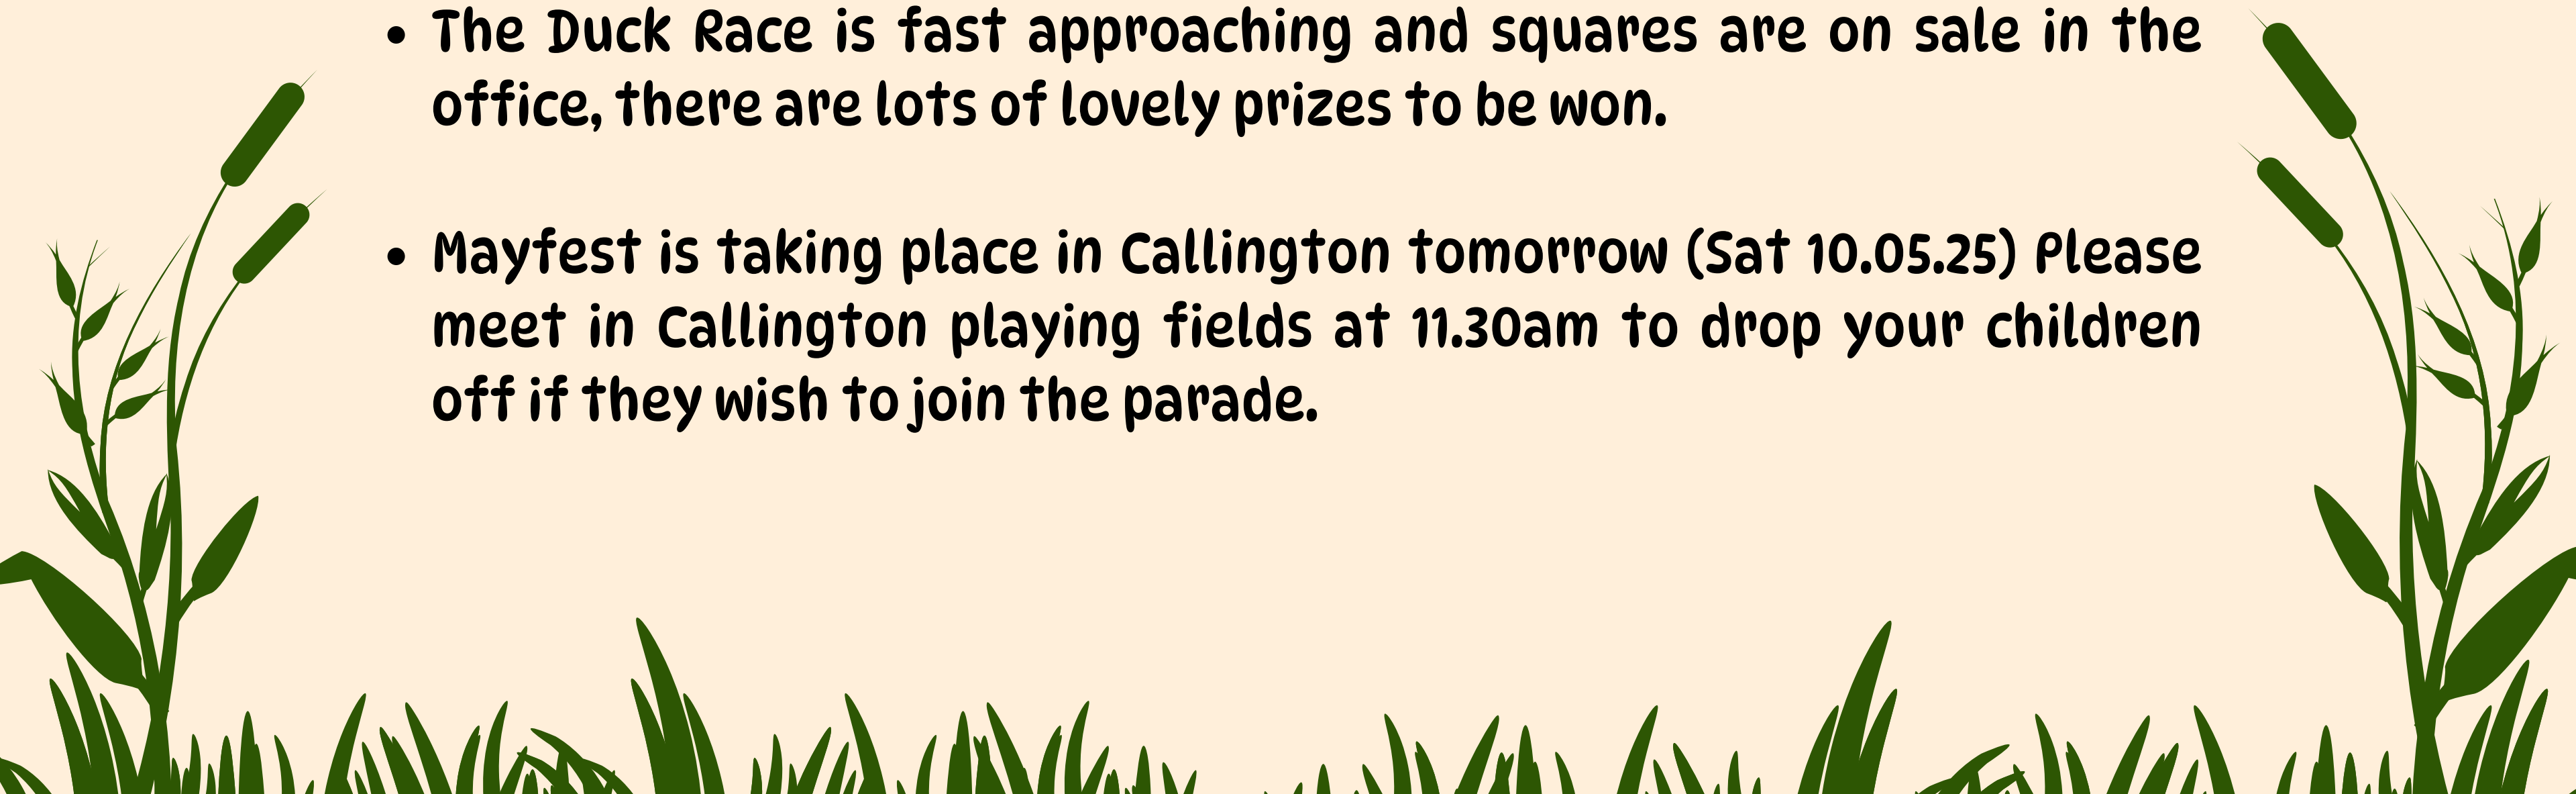 • The Duck Race is fast approaching and squares are on sale in the
office, there are lots of lovely prizes to be won.
• Mayfest is taking place in Callington tomorrow (Sat 10.05.25) Please
meet in Callington playing fields at 11.30am to drop your children
off if they wish to join the parade.